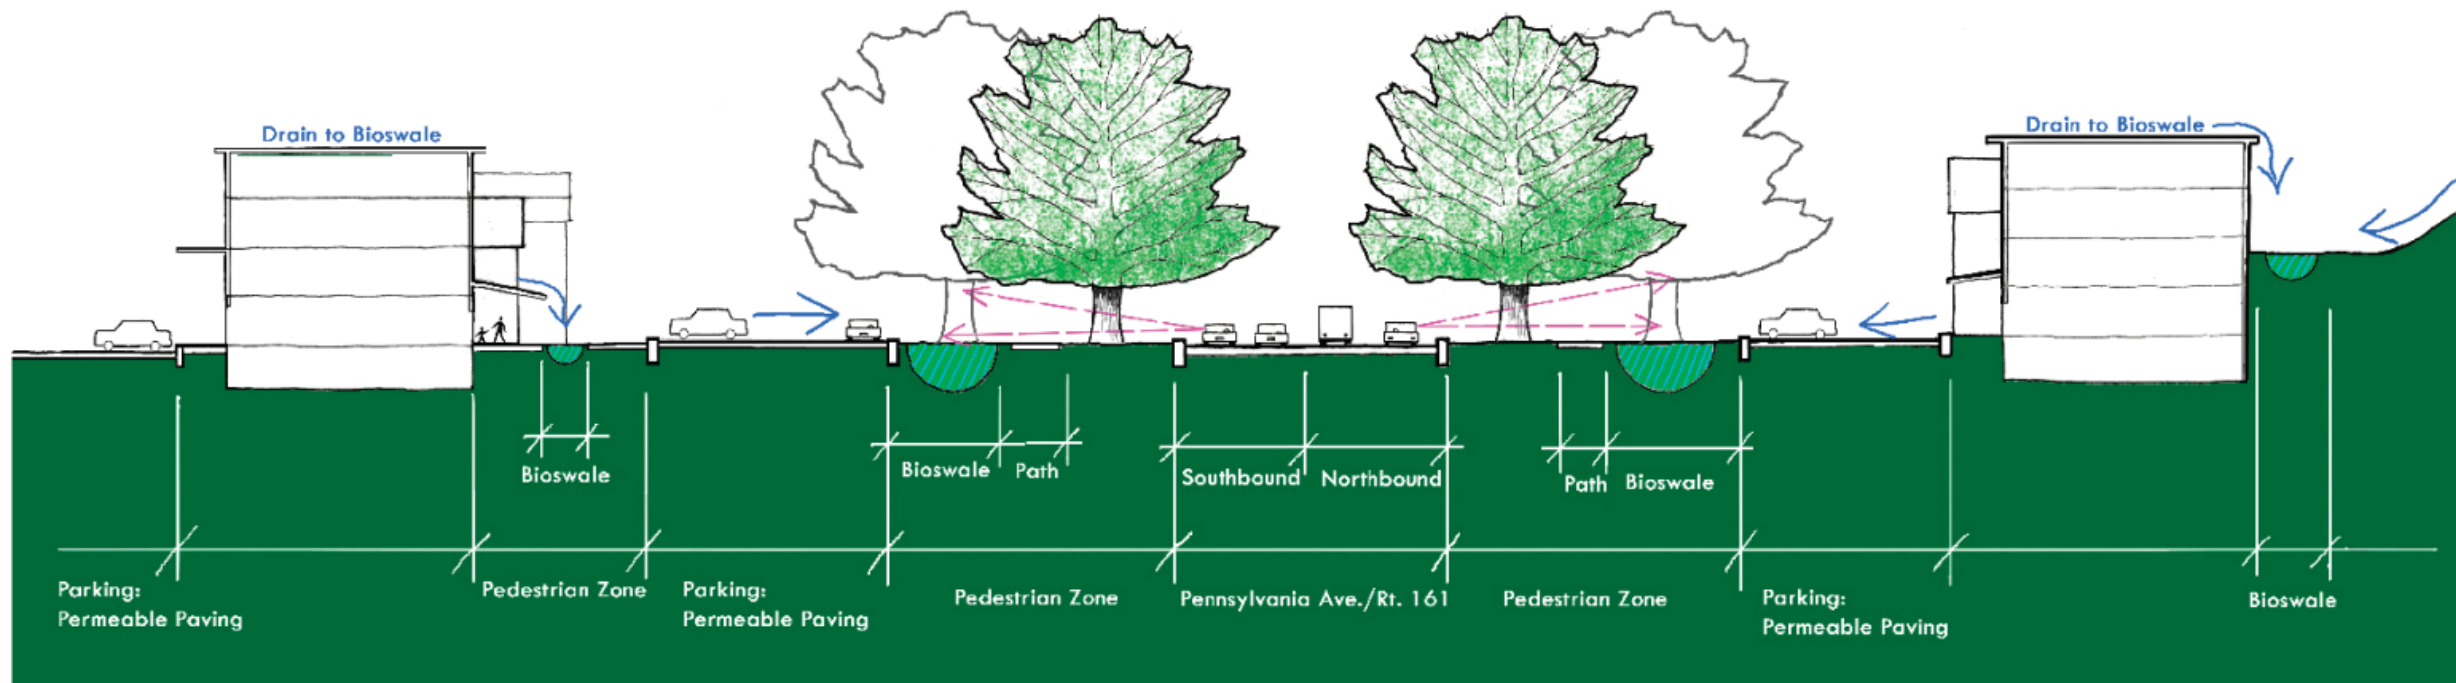 Drain to Bioswale
Drain to Bioswale
Bioswale
Bioswale
Path
Southbound
Northbound
Path
Bioswale
Parking:
Permeable Paving
Pedestrian Zone
Parking:
Permeable Paving
Pedestrian Zone
Pennsylvania Ave./Rt. 161
Pedestrian Zone
Parking:
Permeable Paving
Bioswale